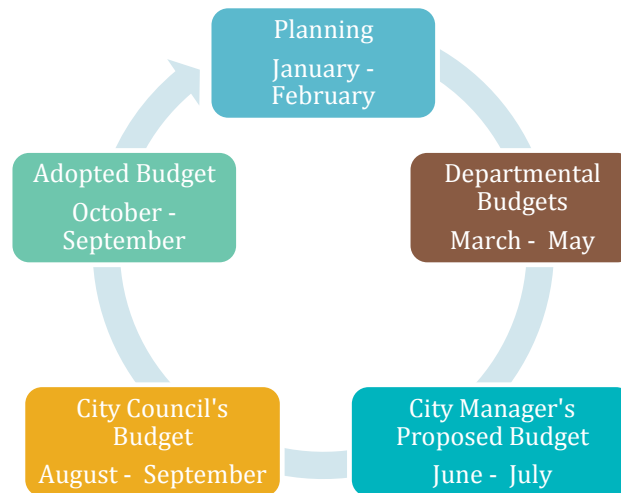 Planning
January -
February
Departmental
Budgets
March -  May
City Manager's
Proposed Budget
June -  July
City Council's
Budget
August -  September
Adopted Budget
October -
September